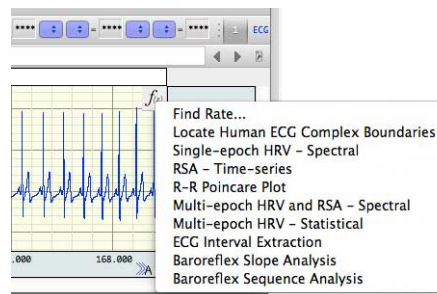 **** = **** = **** 1 ECG
f(x)
Find Rate...
Locate Human ECG Complex Boundaries
Single-epoch HRV – Spectral
RSA – Time-series
R-R Poincare Plot
Multi-epoch HRV and RSA – Spectral
Multi-epoch HRV – Statistical
ECG Interval Extraction
Baroreflex Slope Analysis
Baroreflex Sequence Analysis
.000 168.000
A